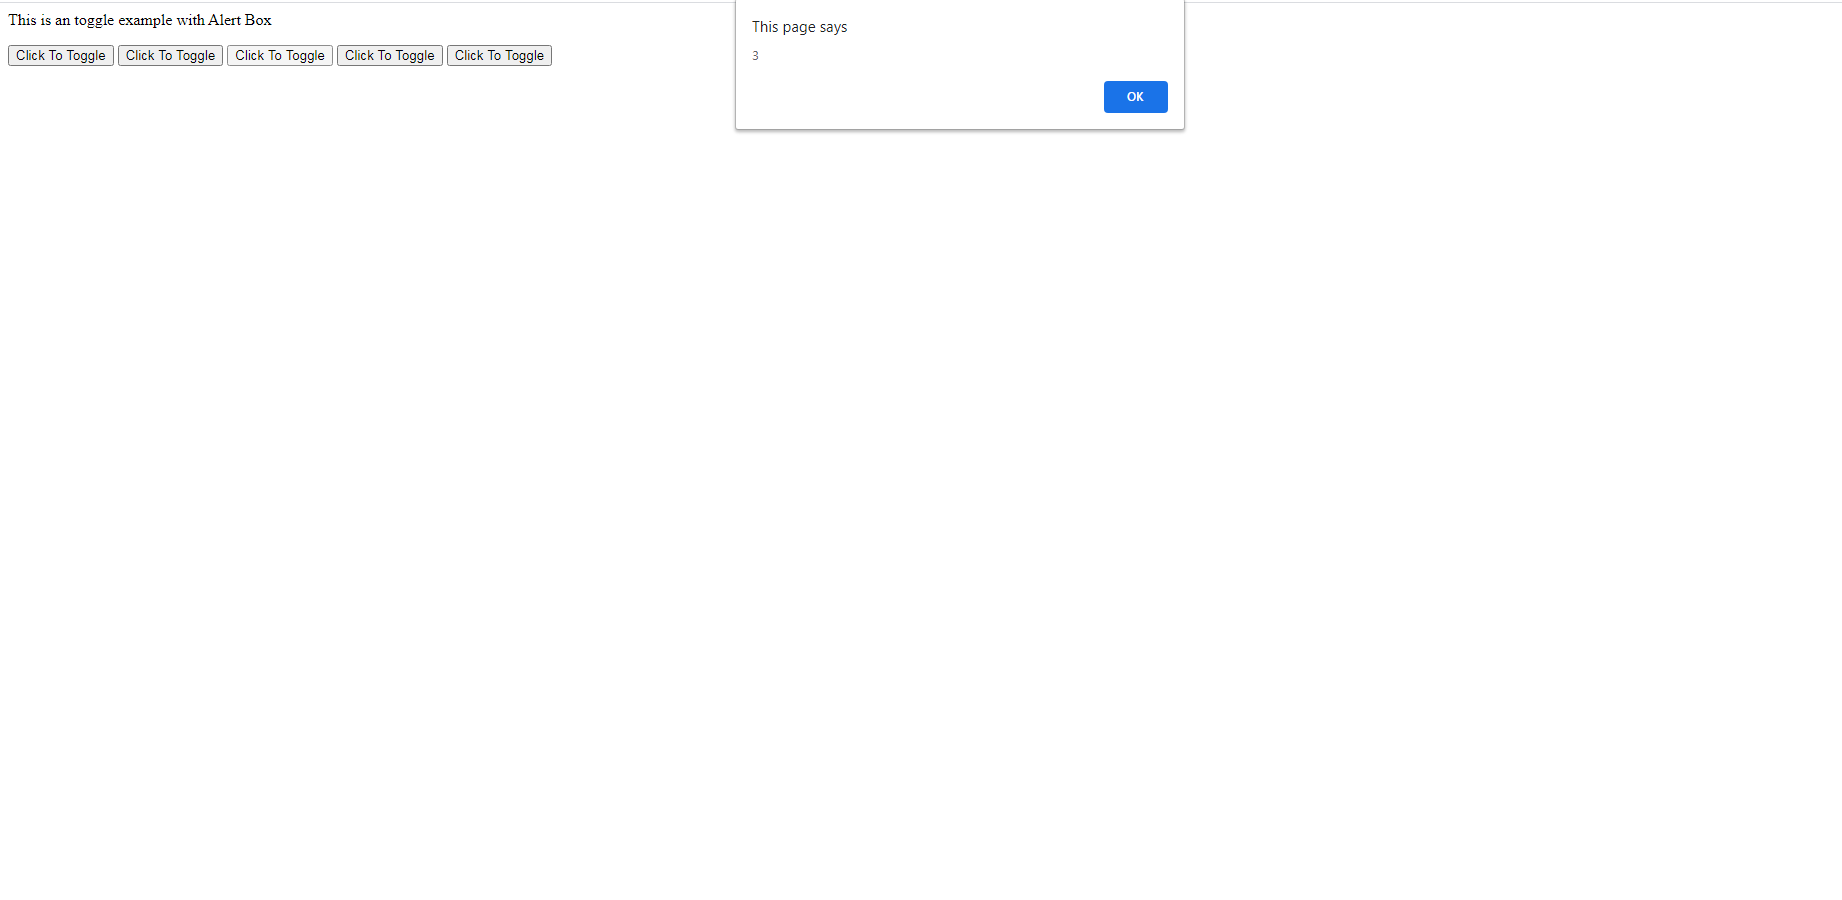 This is an toggle example with Alert Box
Click To Toggle Click To Toggle Click To Toggle Click To Toggle Click To Toggle
This page says
3
OK